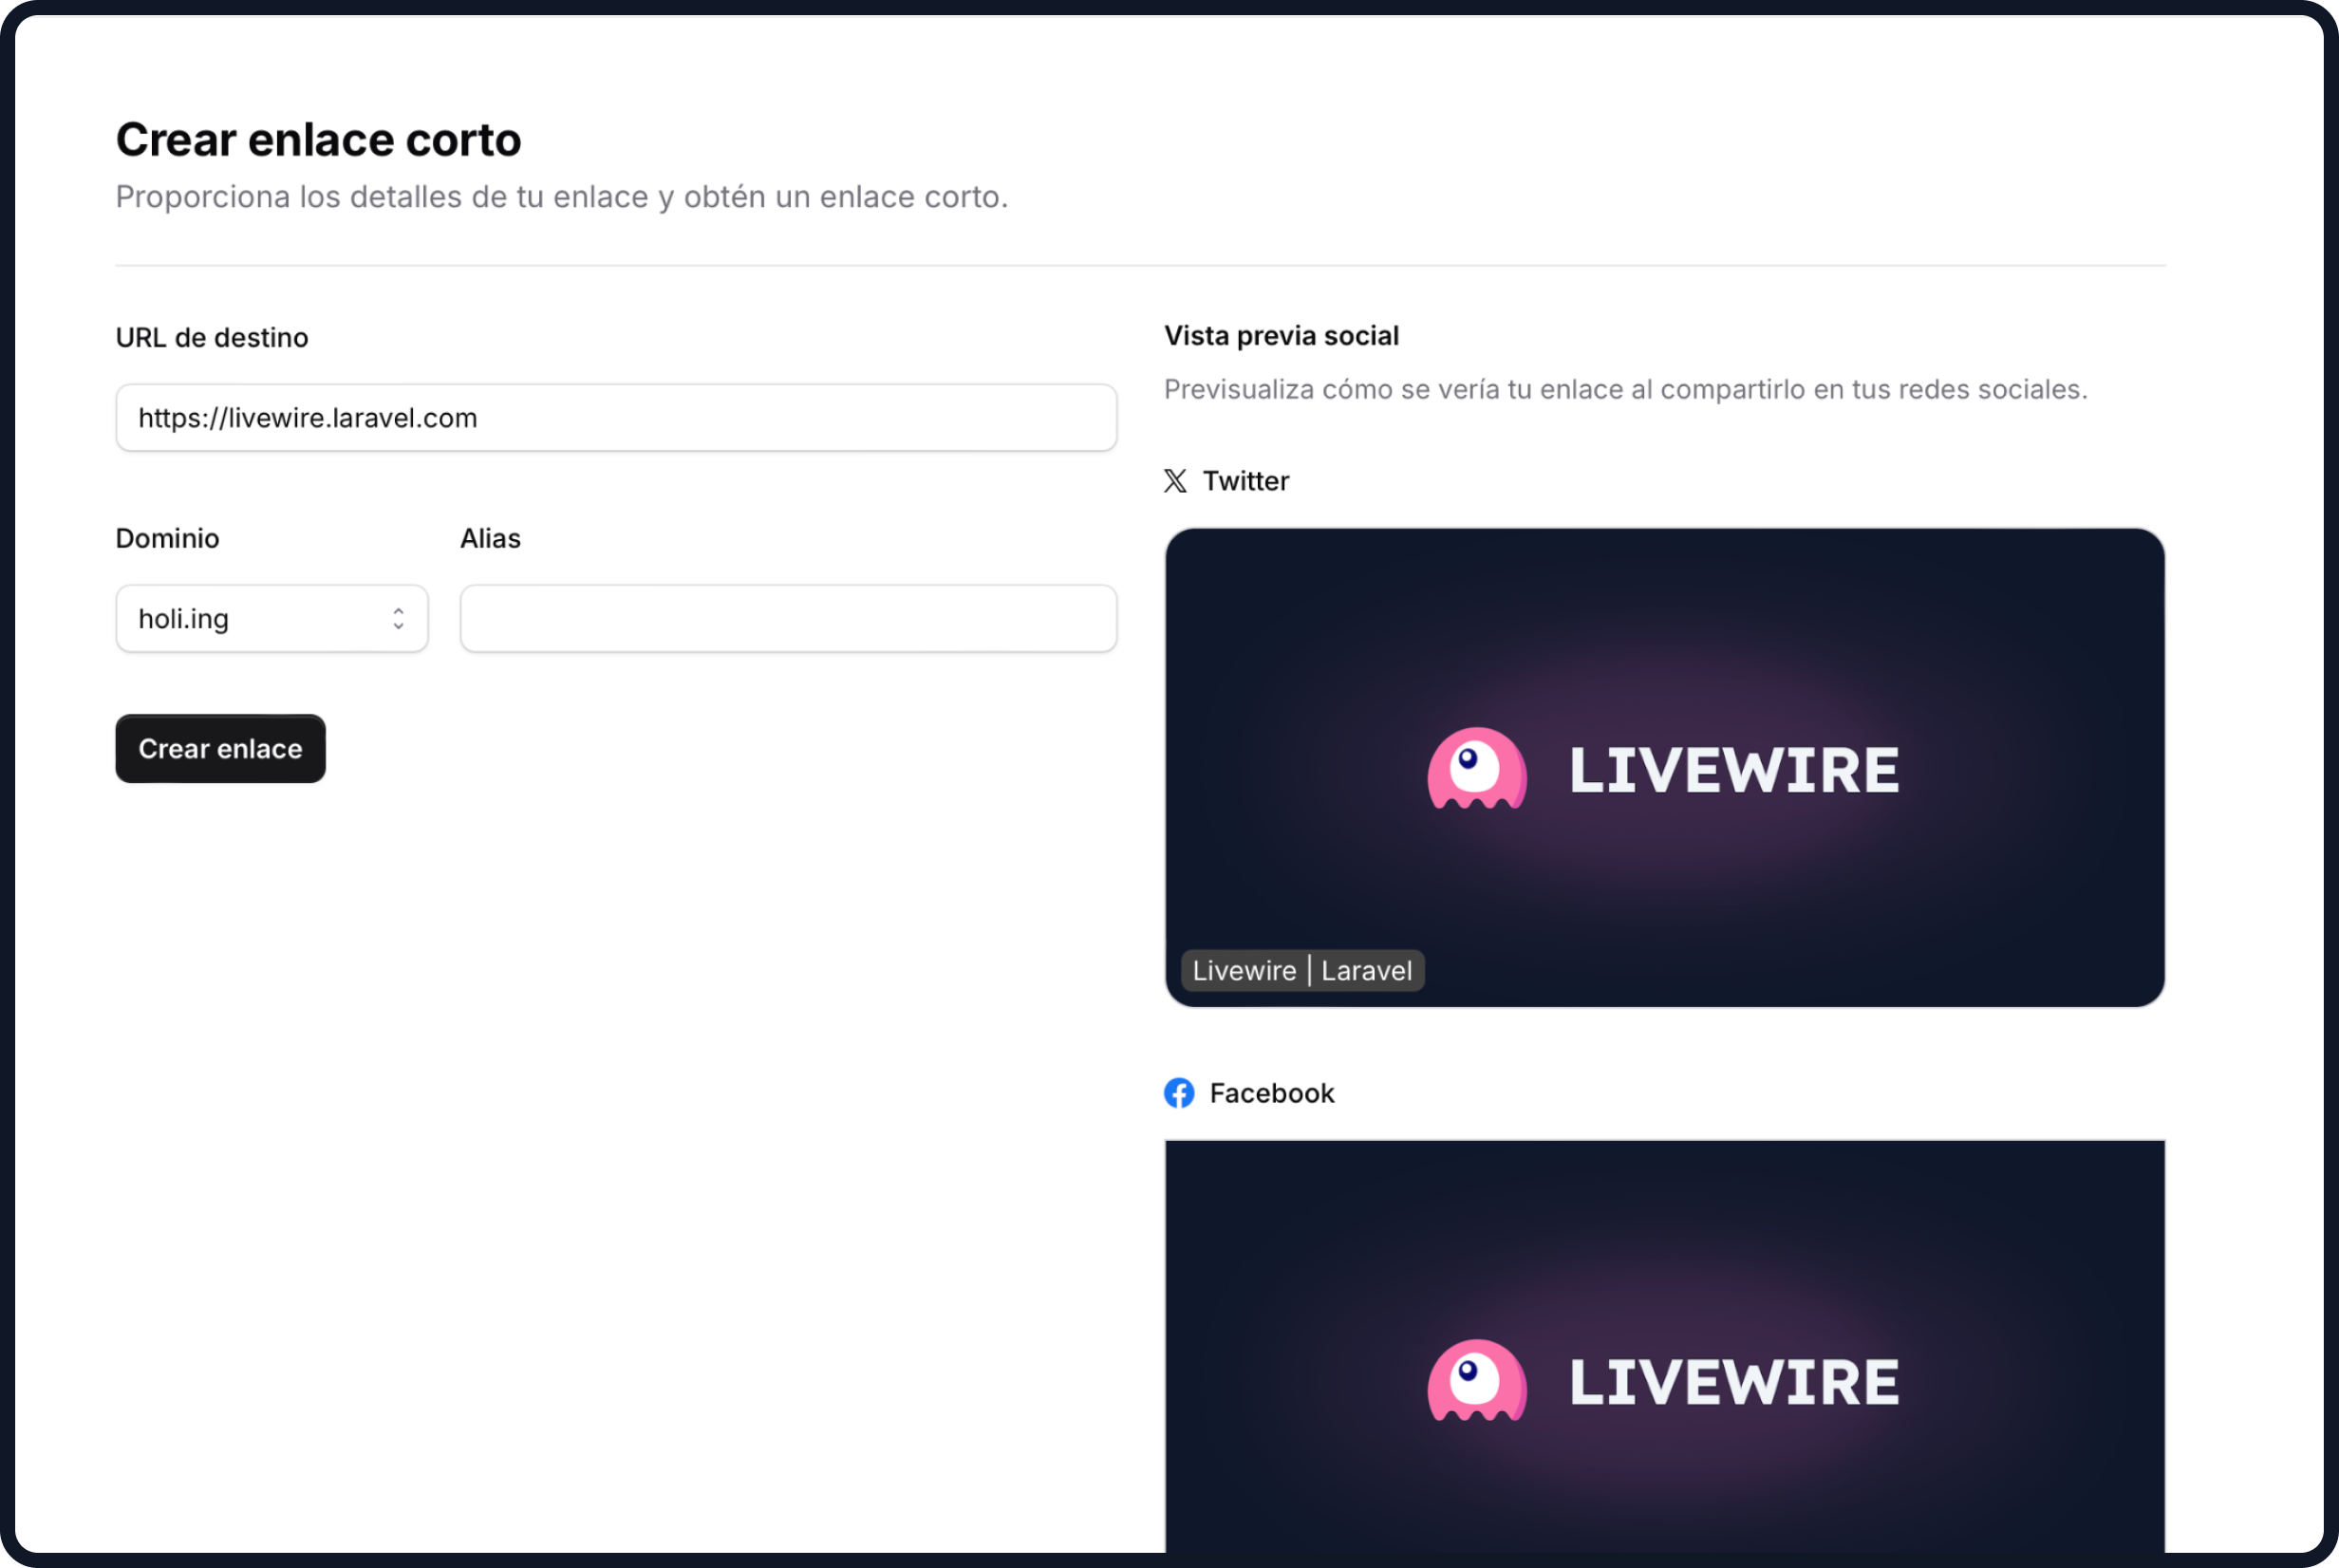 Crear enlace corto
Proporciona los detalles de tu enlace y obtén un enlace corto.
URL de destino
https://livewire.laravel.com
Dominio
Alias
holi.ing
Crear enlace
Vista previa social
Previsualiza cómo se vería tu enlace al compartirlo en tus redes sociales.
Twitter
LIVEWIRE
Livewire | Laravel
Facebook
LIVEWIRE